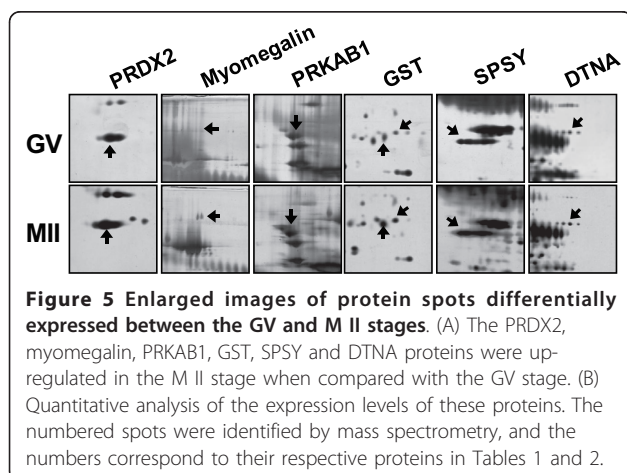 PRDX2 Myomegalin PRKAB1 GST SPSY DTNA
GV
MII
Figure 5 Enlarged images of protein spots differentially
expressed between the GV and M II stages. (A) The PRDX2,
myomegalin, PRKAB1, GST, SPSY and DTNA proteins were up-
regulated in the M II stage when compared with the GV stage. (B)
Quantitative analysis of the expression levels of these proteins. The
numbered spots were identified by mass spectrometry, and the
numbers correspond to their respective proteins in Tables 1 and 2.